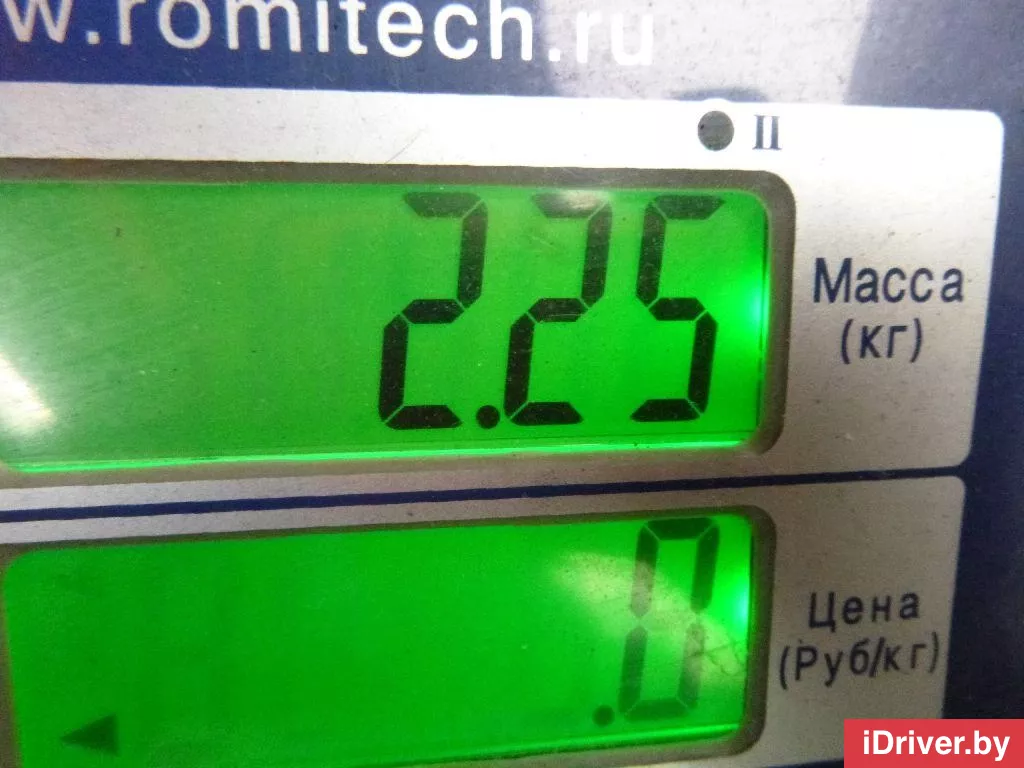 w.romitech.ru
II
2.25
Масса
(кг)
.0
Цена
(Руб/кг)
iDriver.by